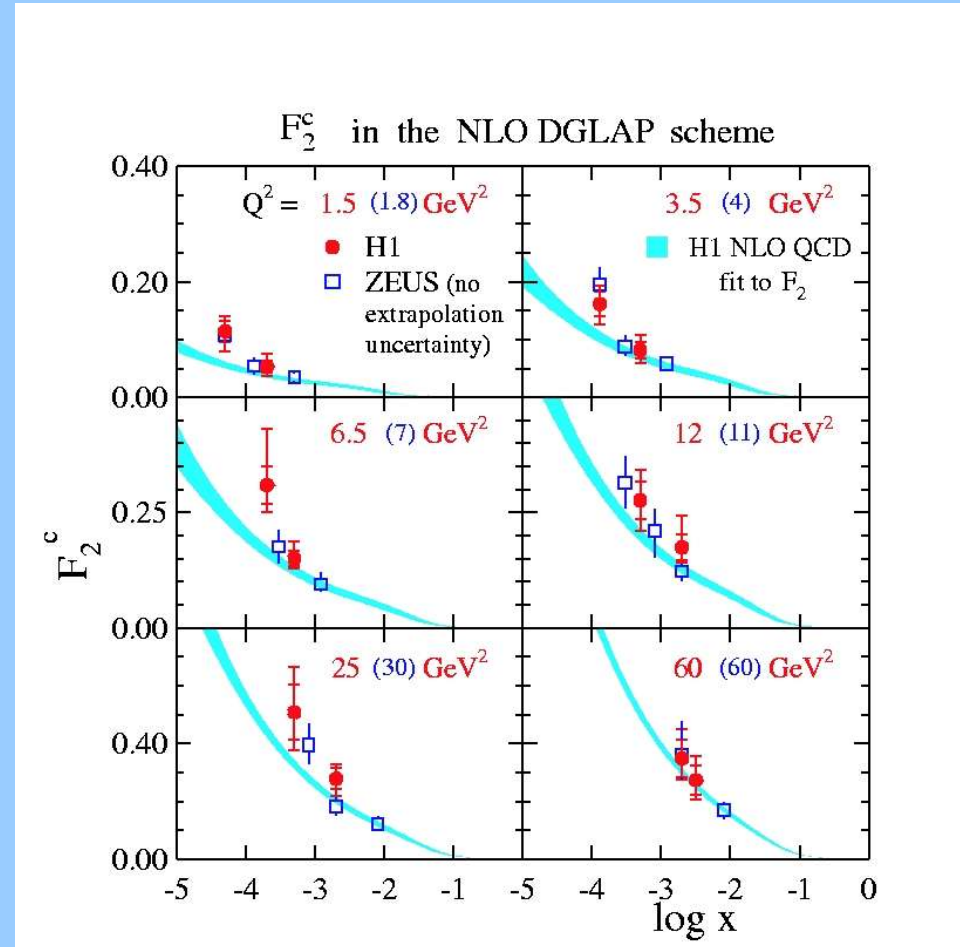 F₂ᶜ in the NLO DGLAP scheme
0.40
Q² = 1.5 (1.8) GeV²
3.5 (4) GeV²
H1
H1 NLO QCD
fit to F₂
0.20
ZEUS (no
extrapolation
uncertainty)
0.00
6.5 (7) GeV²
12 (11) GeV²
0.25
F₂ᶜ
0.00
25 (30) GeV²
60 (60) GeV²
0.40
0.00
-5 -4 -3 -2 -1 -5 -4 -3 -2 -1 0
log x